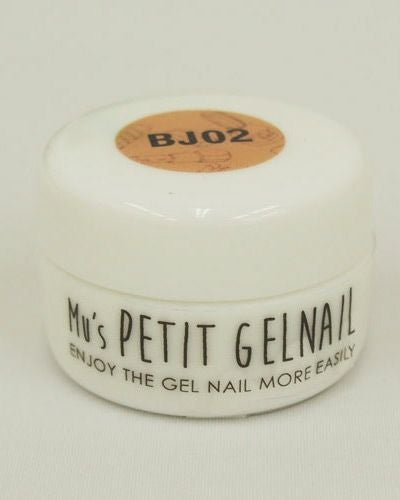 BJ02
Mu's PETIT GELNAIL
ENJOY THE GEL NAIL MORE EASILY